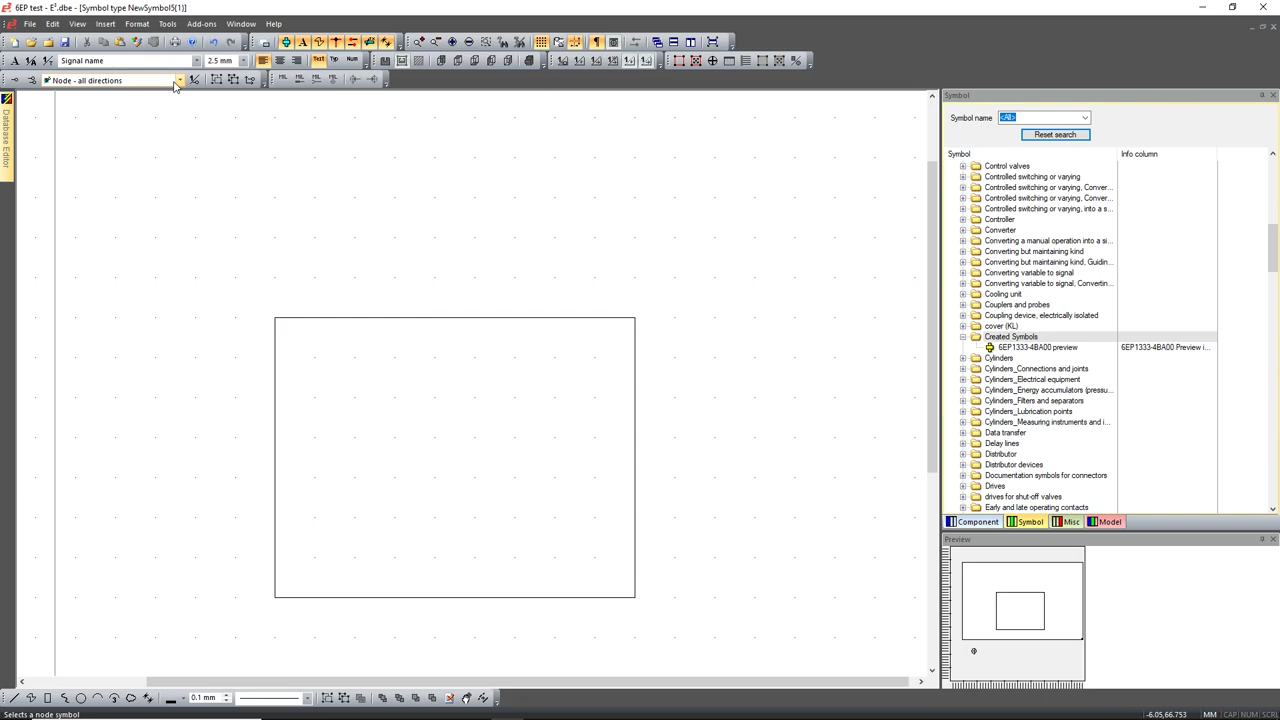 6EP test - E³.dbe - [Symbol type NewSymbol5(1)]
File Edit View Insert Format Tools Add-ons Window Help
Signal name 2.5 mm Text Typ Num
Node - all directions MIL MIL MIL MIL
Database Editor
Symbol
Symbol name <All>
Reset search
Symbol Info column
Control valves
Controlled switching or varying
Controlled switching or varying, Conver...
Controlled switching or varying, Conver...
Controlled switching or varying, into a s...
Controller
Converter
Converting a manual operation into a si...
Converting but maintaining kind
Converting but maintaining kind, Guidin...
Converting variable to signal
Converting variable to signal, Convertin...
Cooling unit
Couplers and probes
Coupling device, electrically isolated
cover (KL)
Created Symbols
6EP1333-4BA00 preview 6EP1333-4BA00 Preview i...
Cylinders
Cylinders_Connections and joints
Cylinders_Electrical equipment
Cylinders_Energy accumulators (pressu...
Cylinders_Filters and separators
Cylinders_Lubrication points
Cylinders_Measuring instruments and i...
Data transfer
Delay lines
Distributor
Distributor devices
Documentation symbols for connectors
Drives
drives for shut-off valves
Early and late operating contacts
Component Symbol Misc Model
Preview
0.1 mm
Selects a node symbol -6.05,66.753 MM CAP NUM SCRL